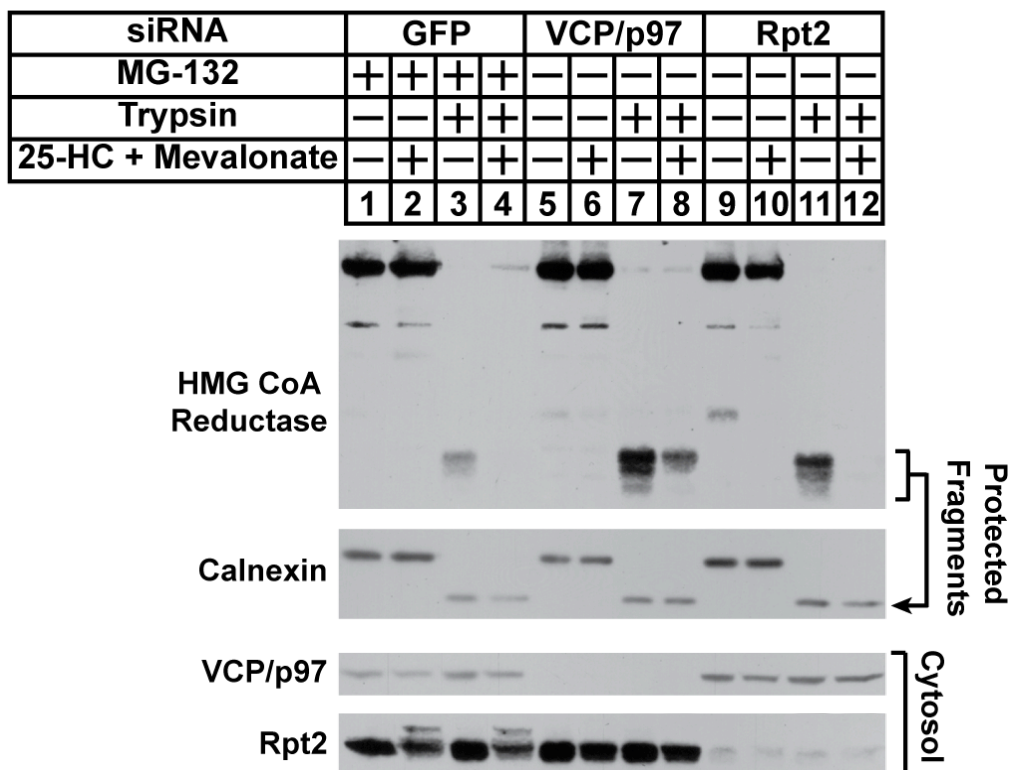 siRNA GFP VCP/p97 Rpt2
MG-132 + + + + − − − − − − − −
Trypsin − − + + − − + + − − + +
25-HC + Mevalonate − + − + − + − + − + − +
1 2 3 4 5 6 7 8 9 10 11 12
HMG CoA
Reductase
Protected
Fragments
Calnexin
VCP/p97
Rpt2
Cytosol